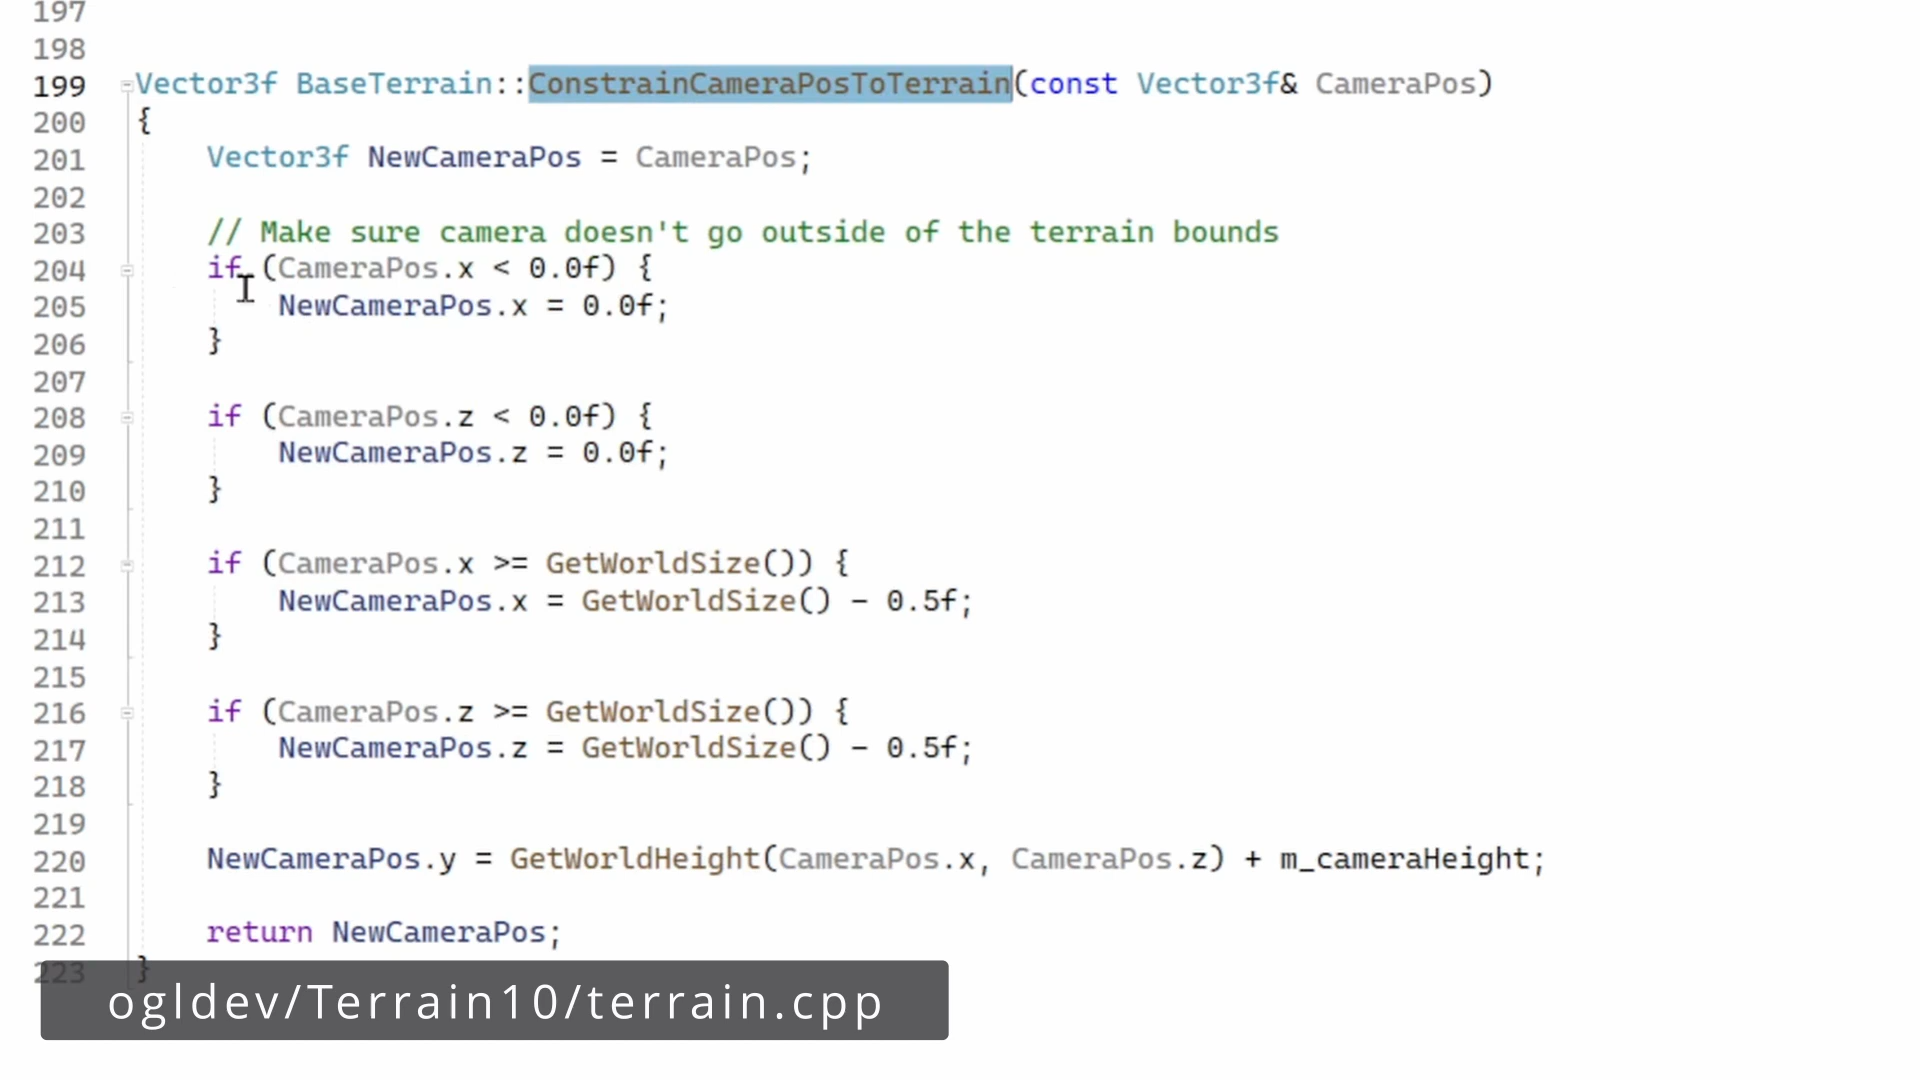 197
198
199 Vector3f BaseTerrain::ConstrainCameraPosToTerrain(const Vector3f& CameraPos)
200 {
201     Vector3f NewCameraPos = CameraPos;
202
203     // Make sure camera doesn't go outside of the terrain bounds
204     if (CameraPos.x < 0.0f) {
205         NewCameraPos.x = 0.0f;
206     }
207
208     if (CameraPos.z < 0.0f) {
209         NewCameraPos.z = 0.0f;
210     }
211
212     if (CameraPos.x >= GetWorldSize()) {
213         NewCameraPos.x = GetWorldSize() - 0.5f;
214     }
215
216     if (CameraPos.z >= GetWorldSize()) {
217         NewCameraPos.z = GetWorldSize() - 0.5f;
218     }
219
220     NewCameraPos.y = GetWorldHeight(CameraPos.x, CameraPos.z) + m_cameraHeight;
221
222     return NewCameraPos;
223 }
ogldev/Terrain10/terrain.cpp